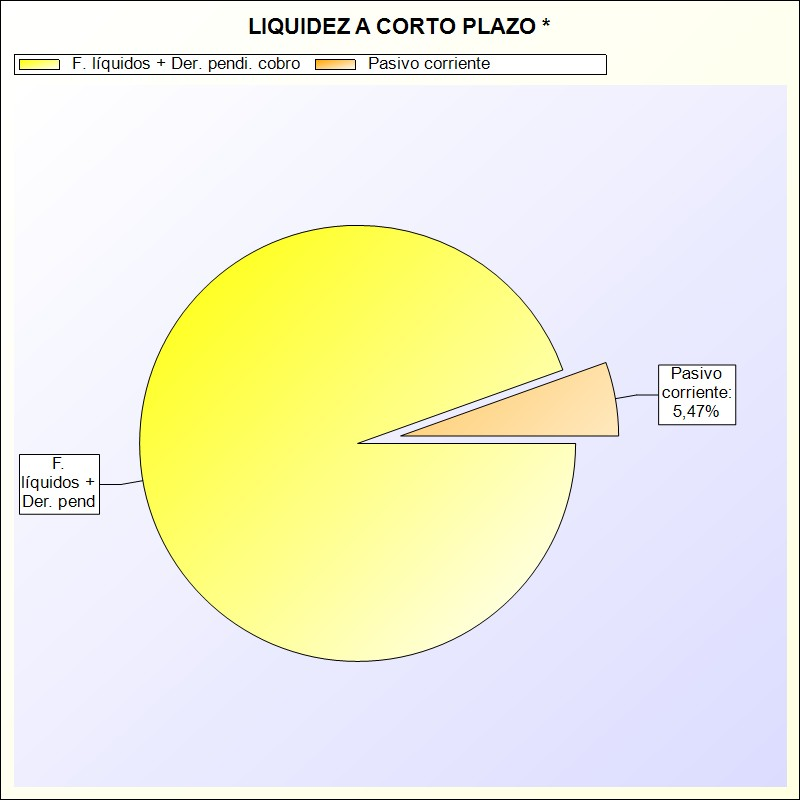 LIQUIDEZ A CORTO PLAZO *
F. líquidos + Der. pendi. cobro Pasivo corriente
Pasivo
corriente:
5,47%
F.
líquidos +
Der. pend